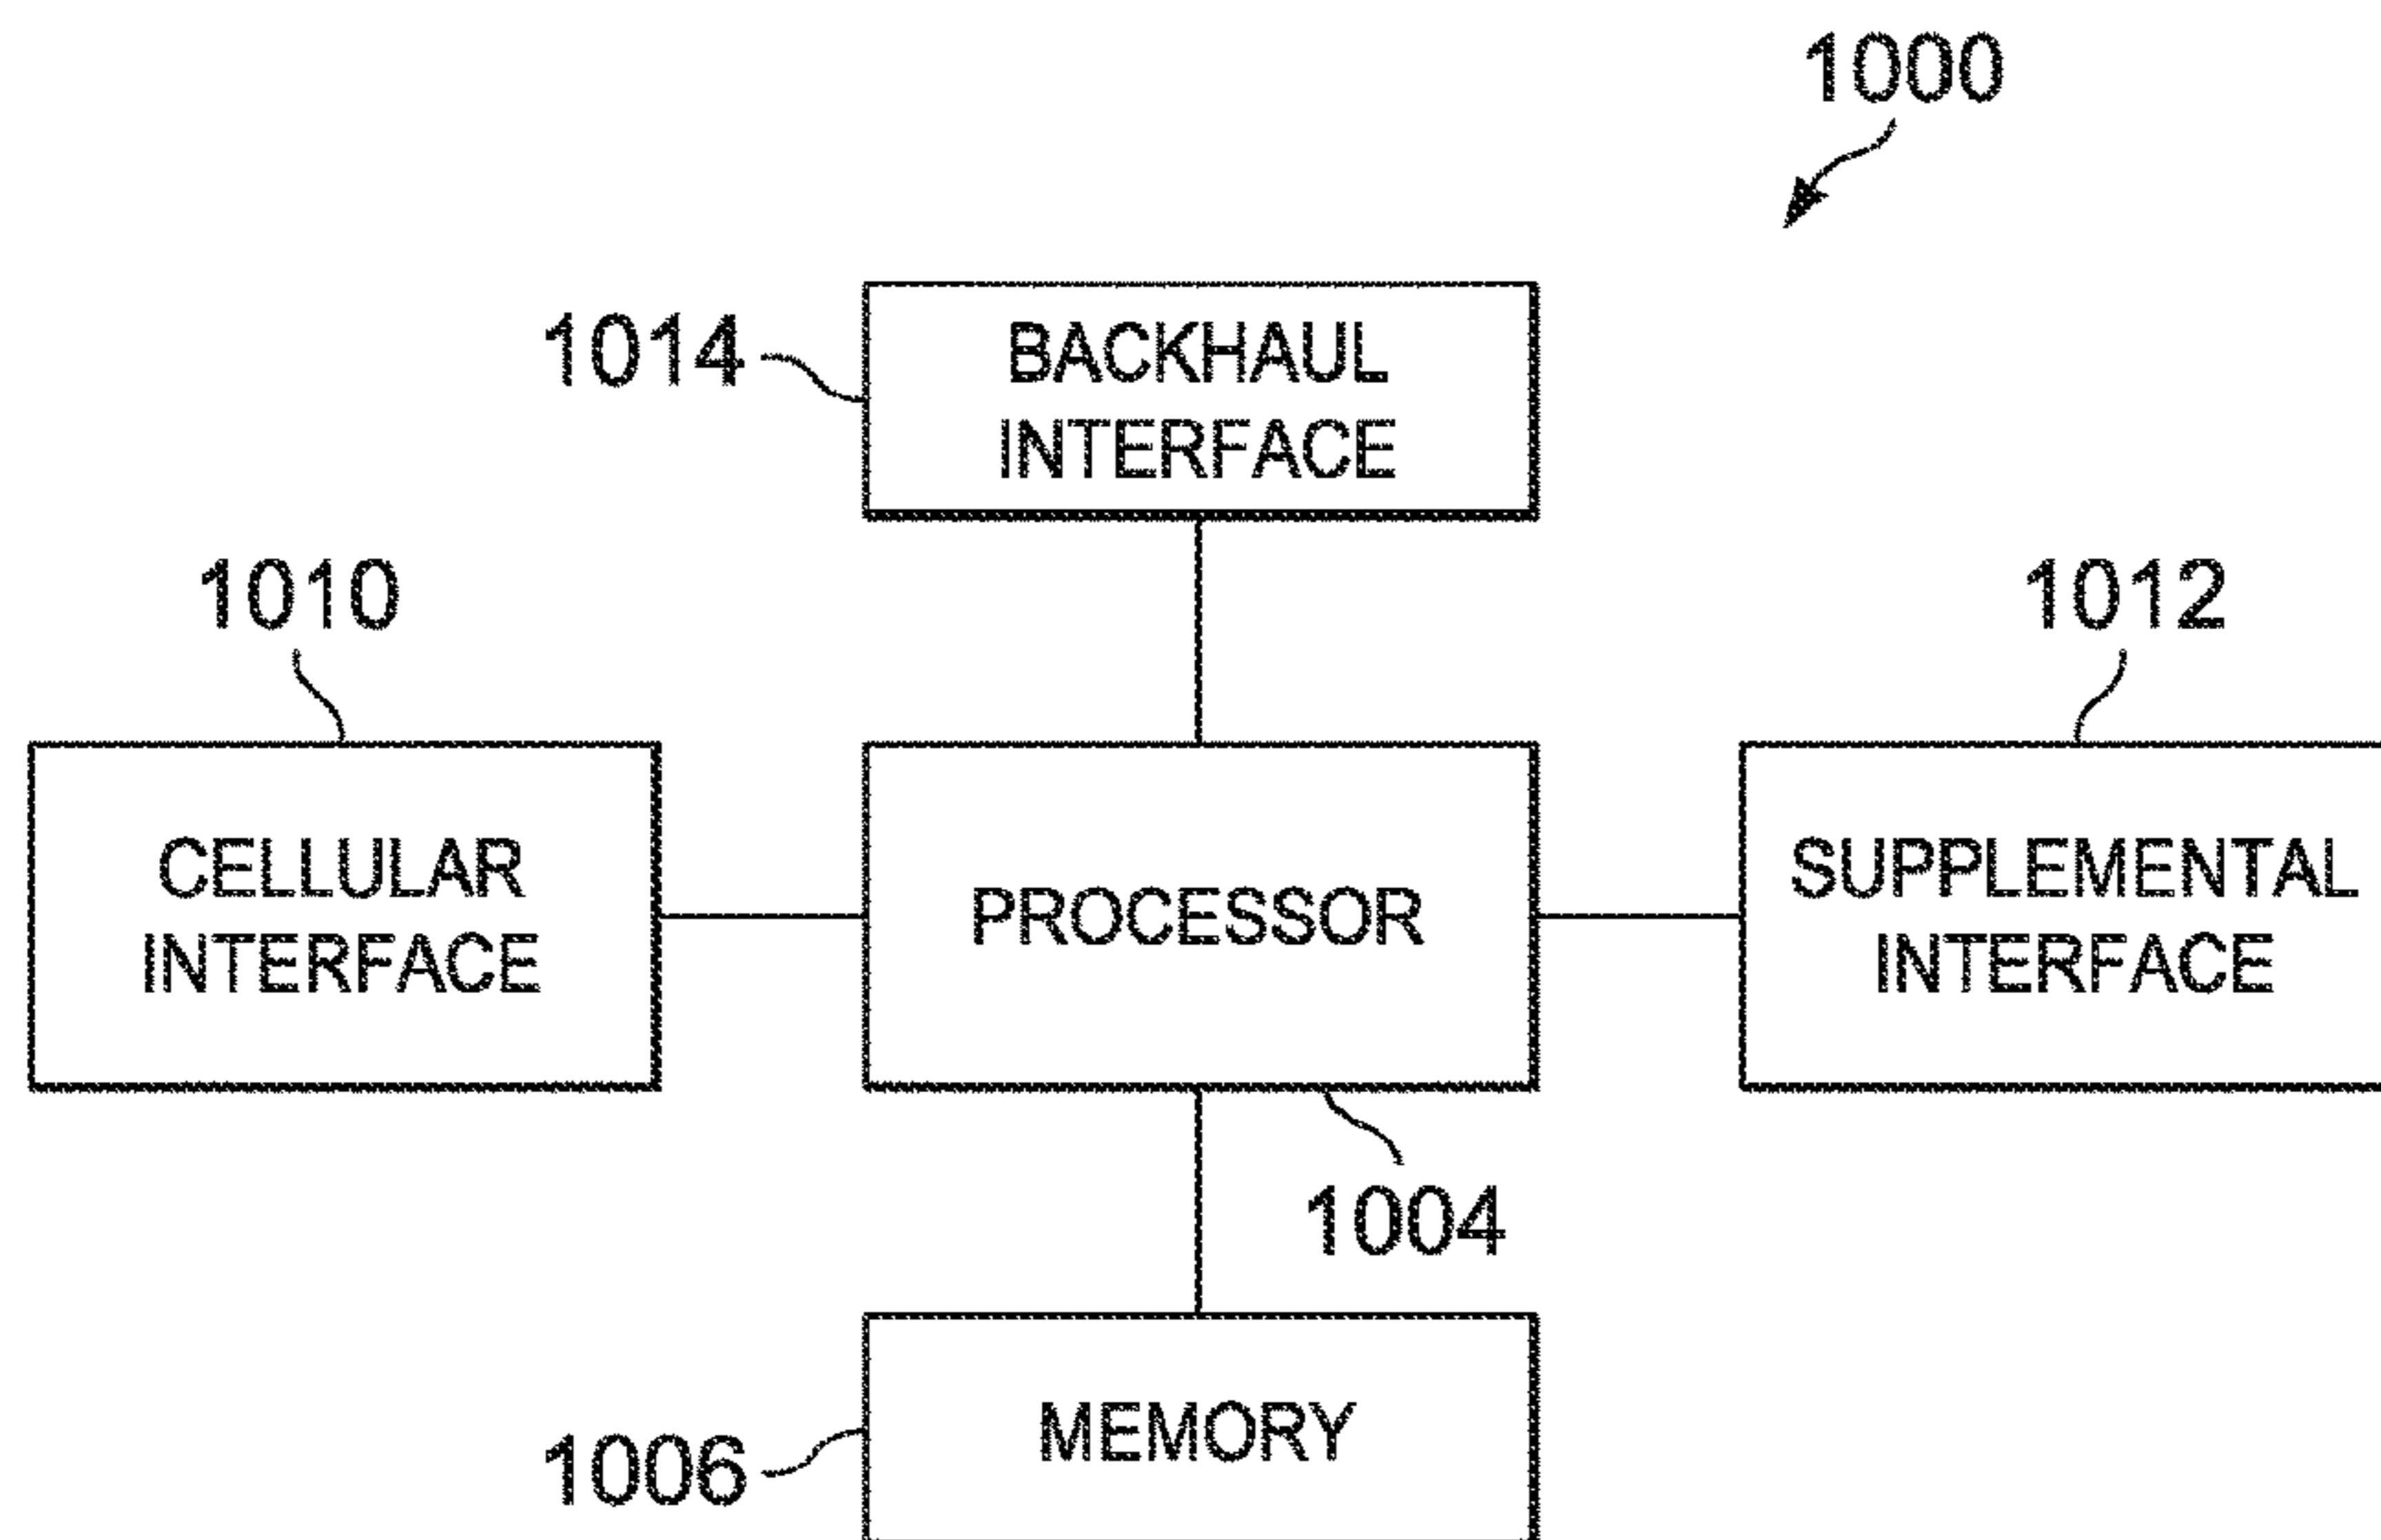 1000
1014
BACKHAUL
INTERFACE
1010
1012
CELLULAR
INTERFACE
PROCESSOR
SUPPLEMENTAL
INTERFACE
1004
MEMORY
1006